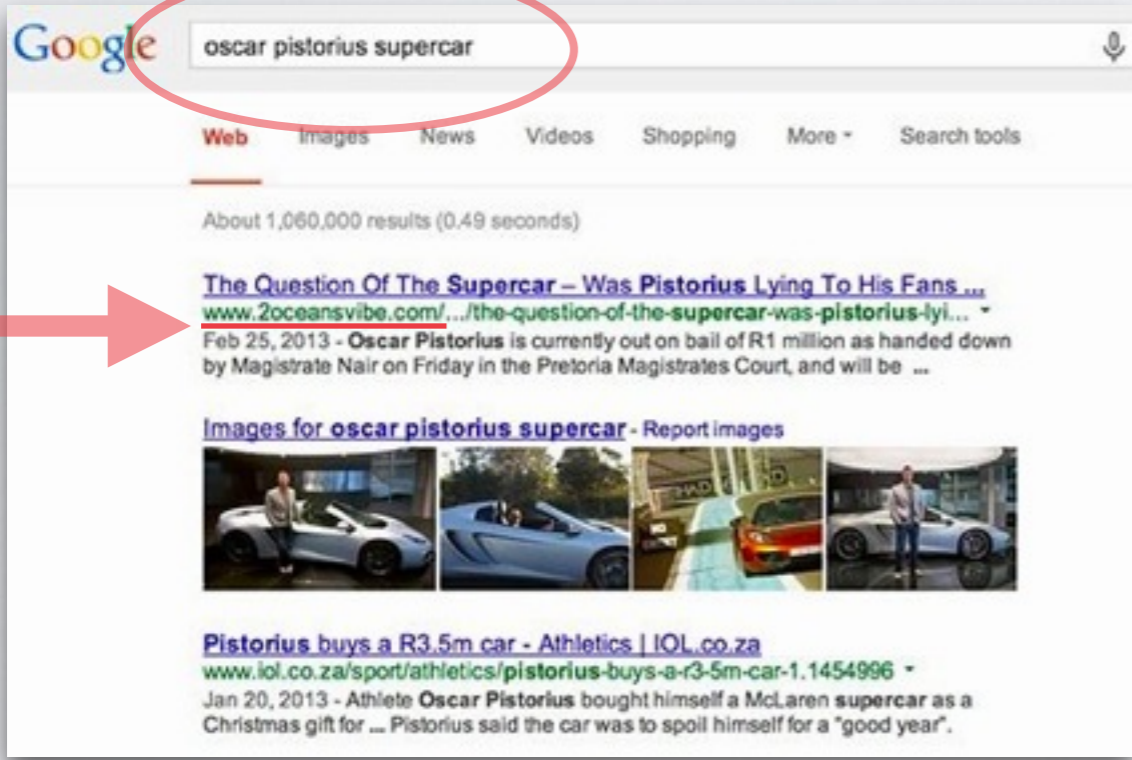 Google oscar pistorius supercar
Web Images News Videos Shopping More Search tools
About 1,060,000 results (0.49 seconds)
The Question Of The Supercar – Was Pistorius Lying To His Fans ...
www.2oceansvibe.com/.../the-question-of-the-supercar-was-pistorius-lyi...
Feb 25, 2013 - Oscar Pistorius is currently out on bail of R1 million as handed down
by Magistrate Nair on Friday in the Pretoria Magistrates Court, and will be ...
Images for oscar pistorius supercar - Report images
Pistorius buys a R3.5m car - Athletics | IOL.co.za
www.iol.co.za/sport/athletics/pistorius-buys-a-r3-5m-car-1.1454996
Jan 20, 2013 - Athlete Oscar Pistorius bought himself a McLaren supercar as a
Christmas gift for ... Pistorius said the car was to spoil himself for a "good year".